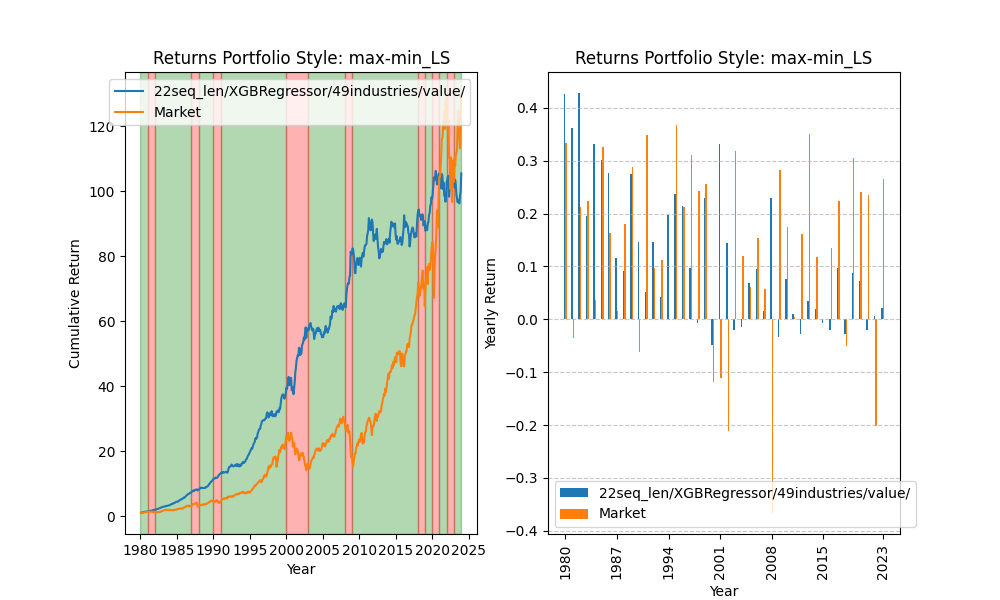 Returns Portfolio Style: max-min_LS
22seq_len/XGBRegressor/49industries/value/
Market
Cumulative Return
120
100
80
60
40
20
0
1980 1985 1990 1995 2000 2005 2010 2015 2020 2025
Year
Returns Portfolio Style: max-min_LS
Yearly Return
0.4
0.3
0.2
0.1
0.0
−0.1
−0.2
−0.3
−0.4
22seq_len/XGBRegressor/49industries/value/
Market
1980 1987 1994 2001 2008 2015 2023
Year